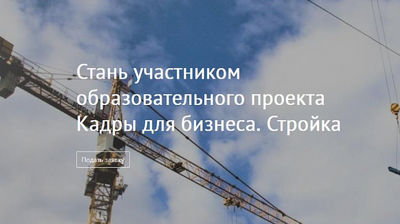 Стань участником
образовательного проекта
Кадры для бизнеса. Стройка
Подать заявку